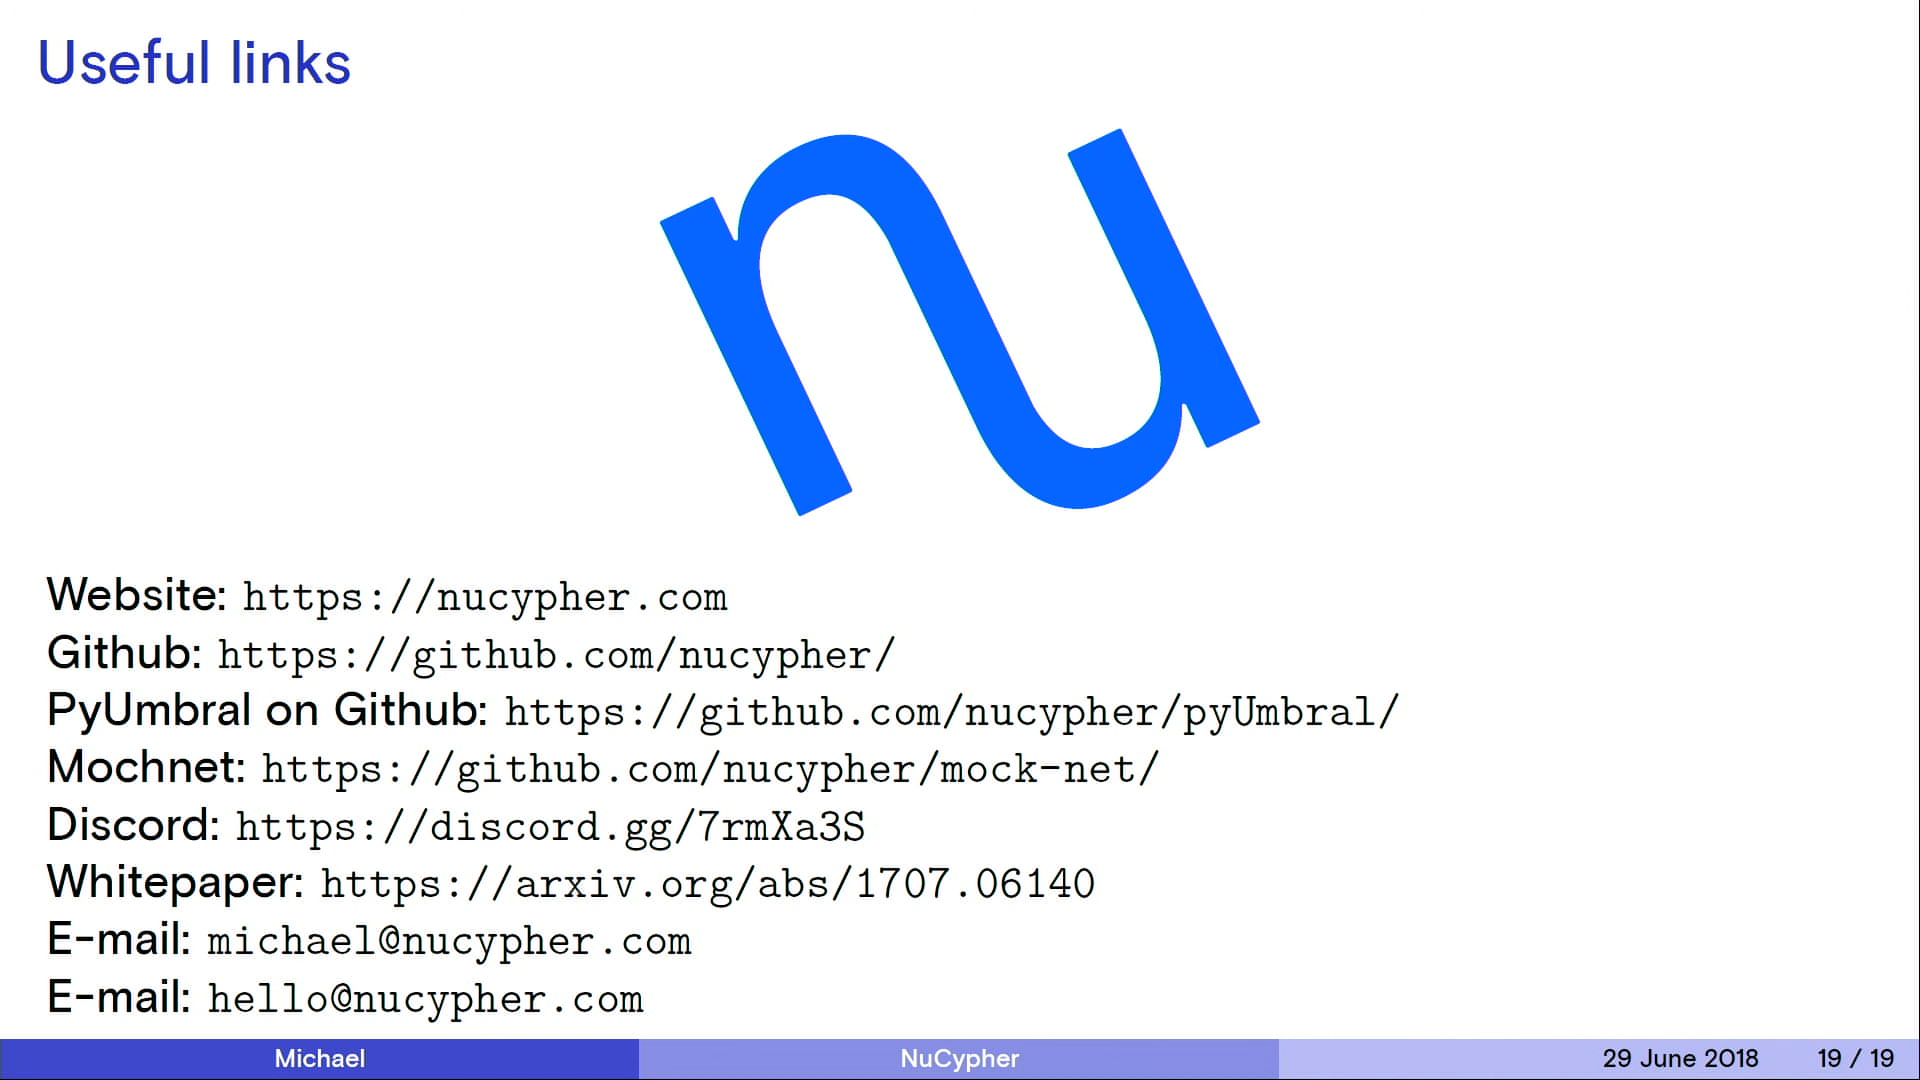 Useful links
nu
Website: https://nucypher.com
Github: https://github.com/nucypher/
PyUmbral on Github: https://github.com/nucypher/pyUmbral/
Mochnet: https://github.com/nucypher/mock-net/
Discord: https://discord.gg/7rmXa3S
Whitepaper: https://arxiv.org/abs/1707.06140
E-mail: michael@nucypher.com
E-mail: hello@nucypher.com
Michael NuCypher 29 June 2018 19 / 19